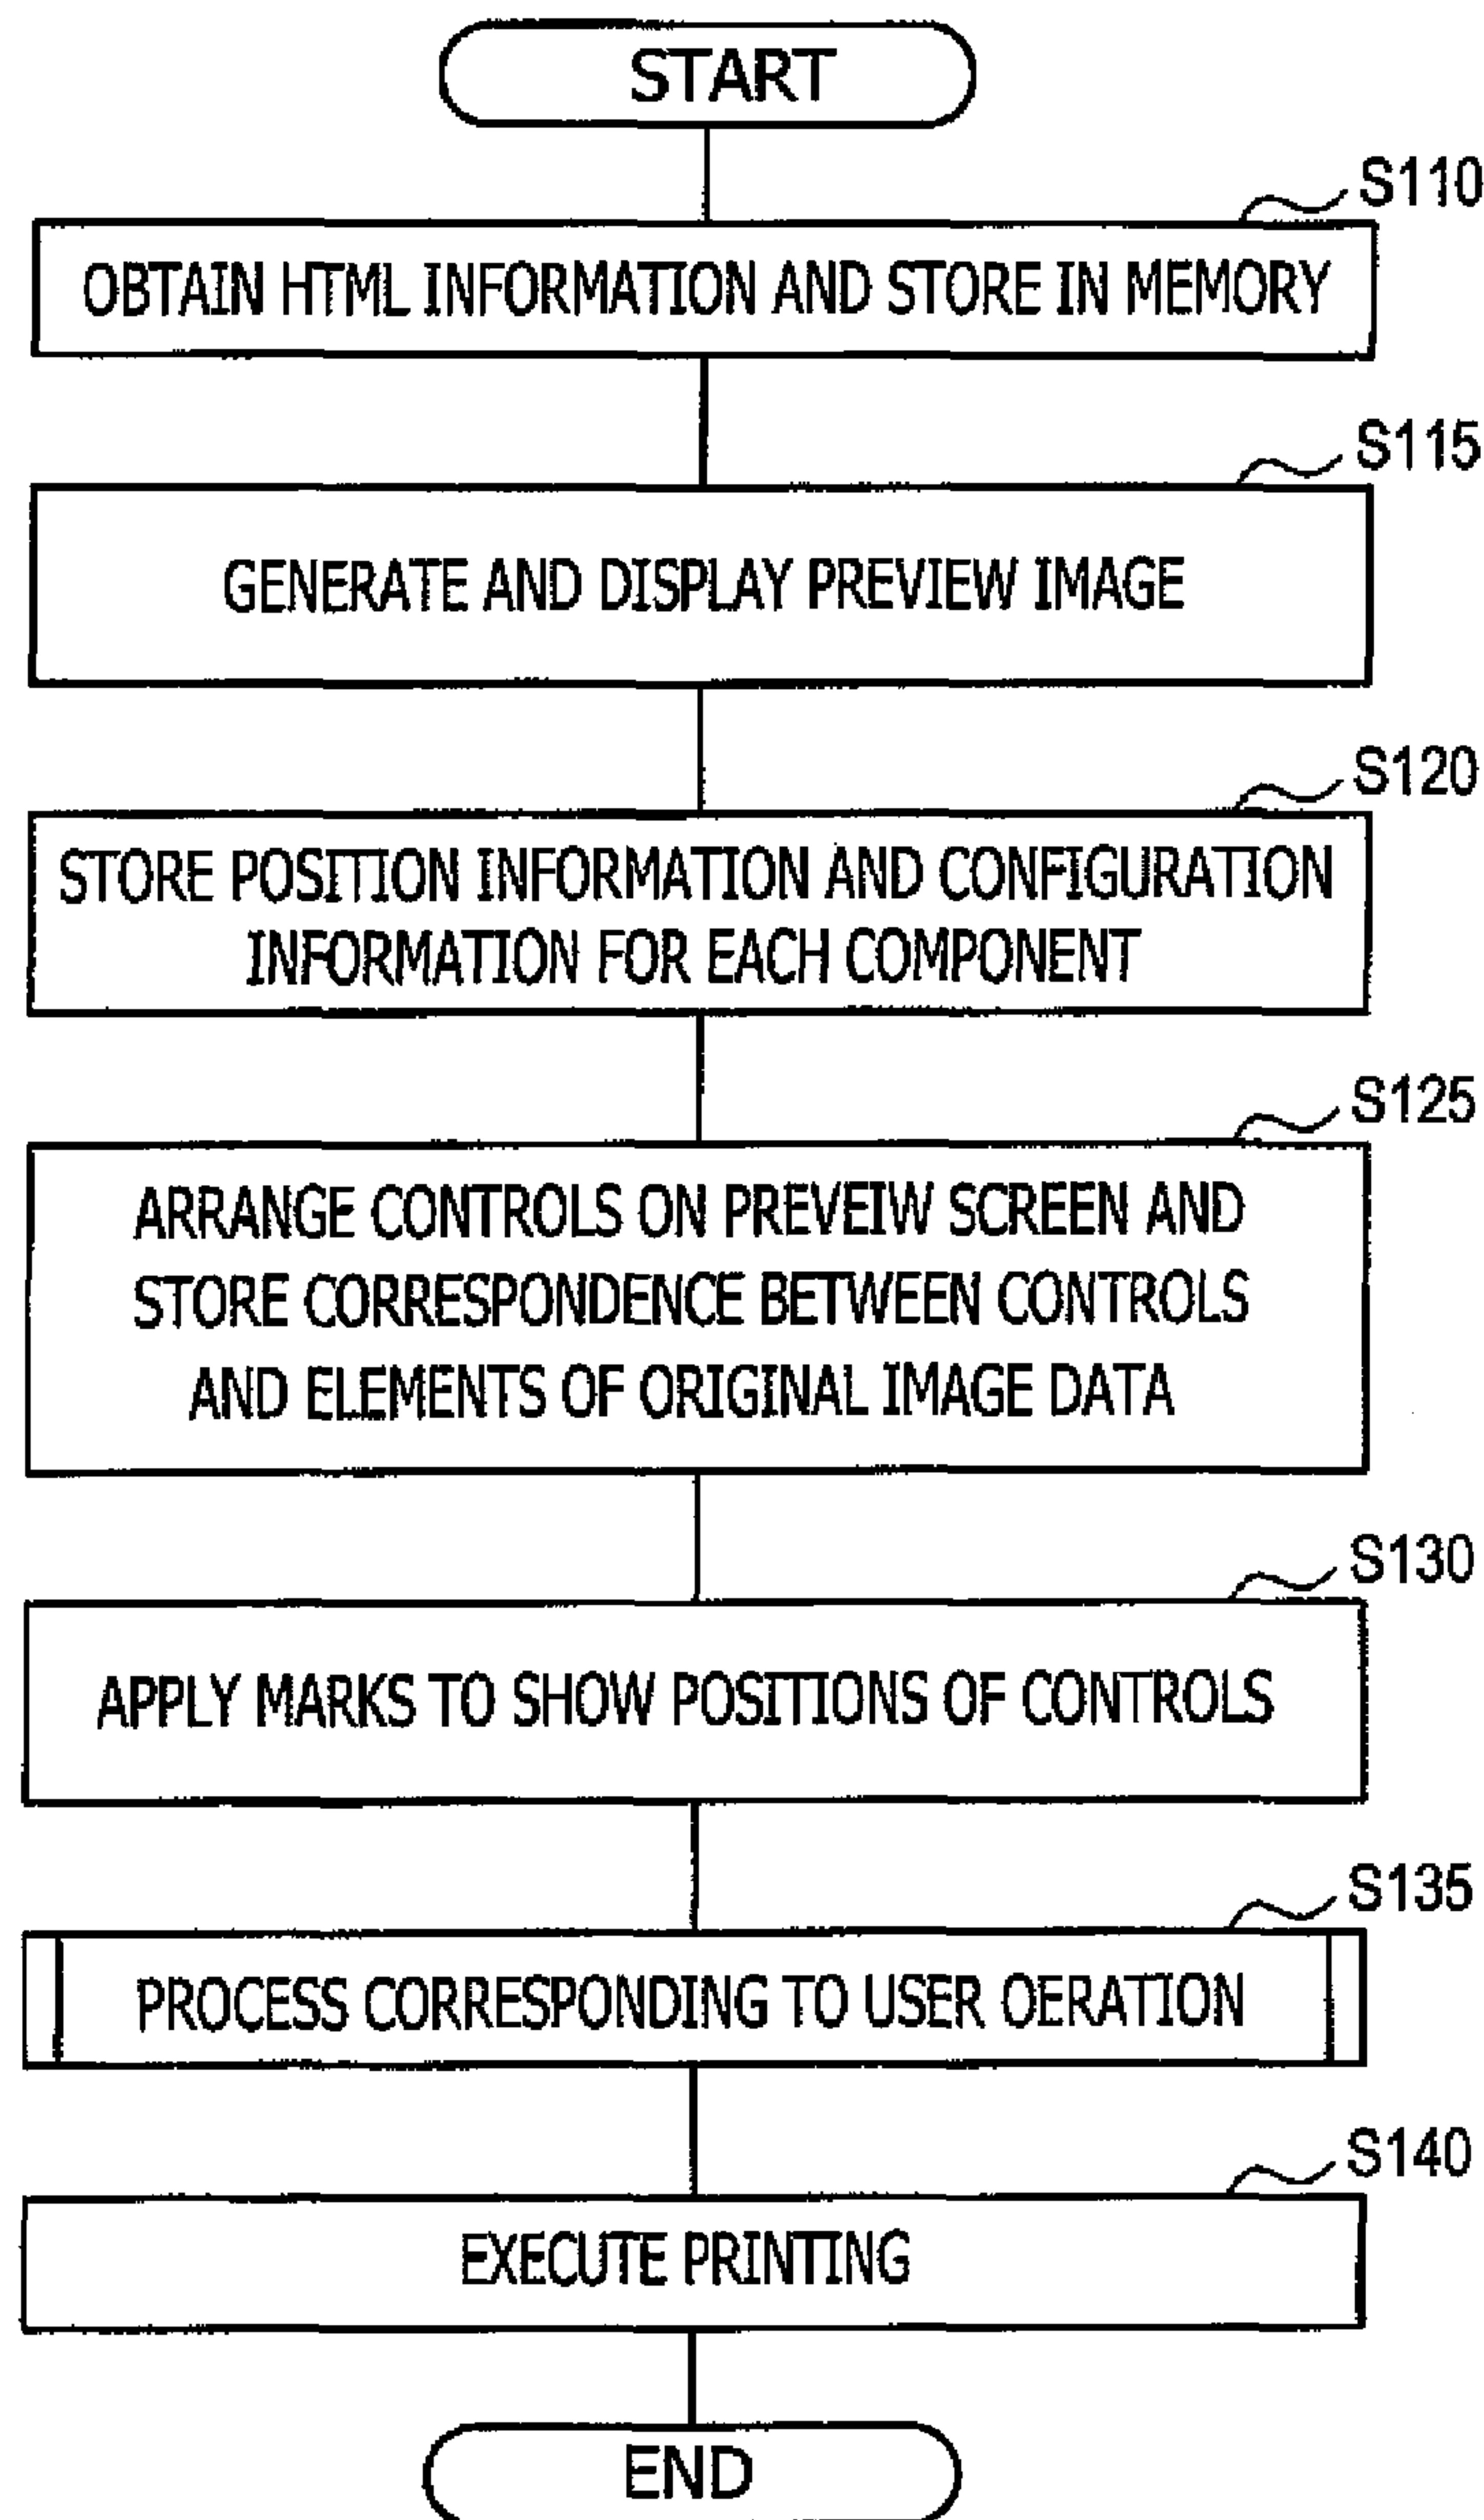 START
S110
OBTAIN HTML INFORMATION AND STORE IN MEMORY
S115
GENERATE AND DISPLAY PREVIEW IMAGE
S120
STORE POSITION INFORMATION AND CONFIGURATION
INFORMATION FOR EACH COMPONENT
S125
ARRANGE CONTROLS ON PREVEIW SCREEN AND
STORE CORRESPONDENCE BETWEEN CONTROLS
AND ELEMENTS OF ORIGINAL IMAGE DATA
S130
APPLY MARKS TO SHOW POSITIONS OF CONTROLS
S135
PROCESS CORRESPONDING TO USER OERATION
S140
EXECUTE PRINTING
END